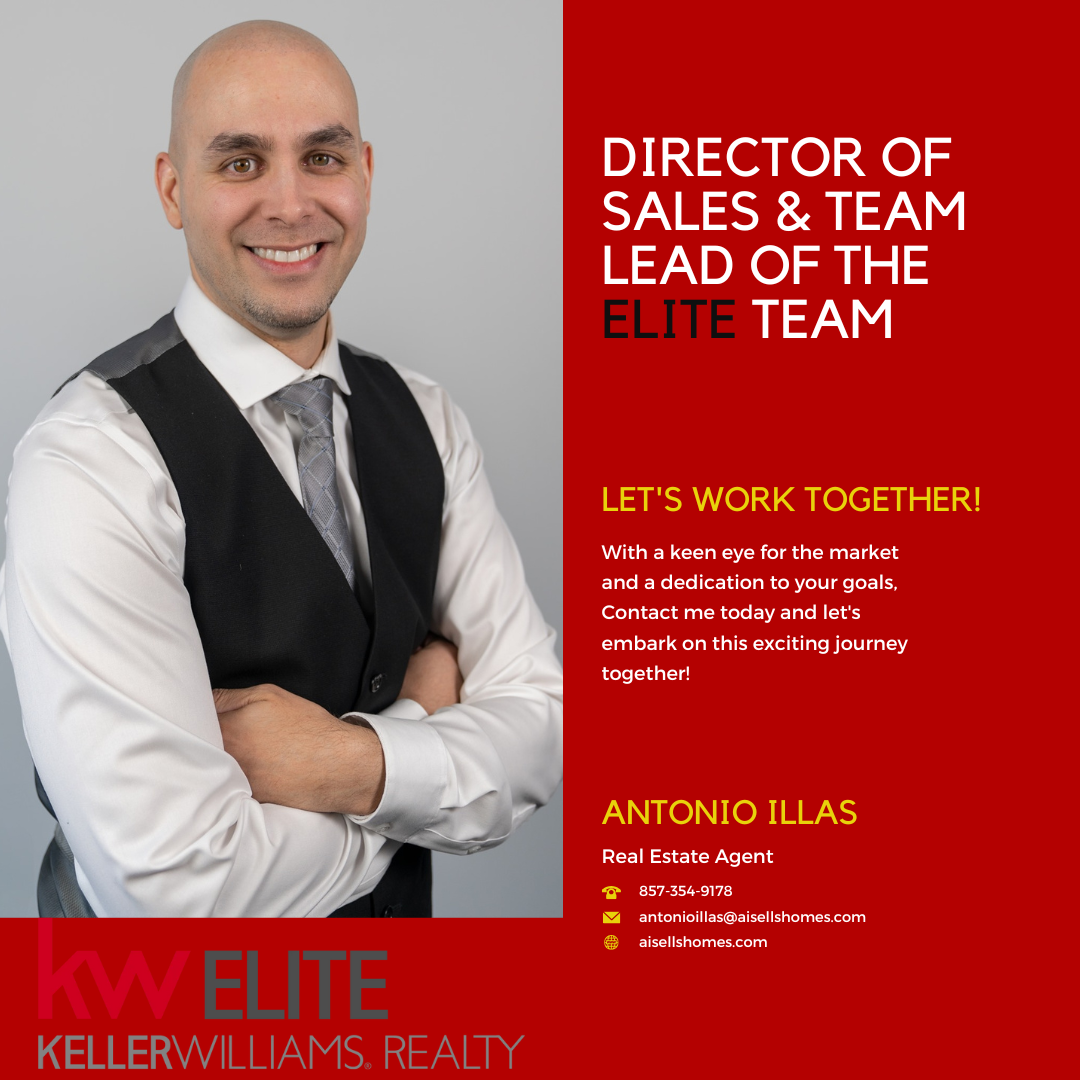 DIRECTOR OF
SALES & TEAM
LEAD OF THE
ELITE TEAM
LET'S WORK TOGETHER!
With a keen eye for the market
and a dedication to your goals,
Contact me today and let's
embark on this exciting journey
together!
ANTONIO ILLAS
Real Estate Agent
857-354-9178
antonioillas@aisellshomes.com
aisellshomes.com
kw ELITE
KELLERWILLIAMS® REALTY